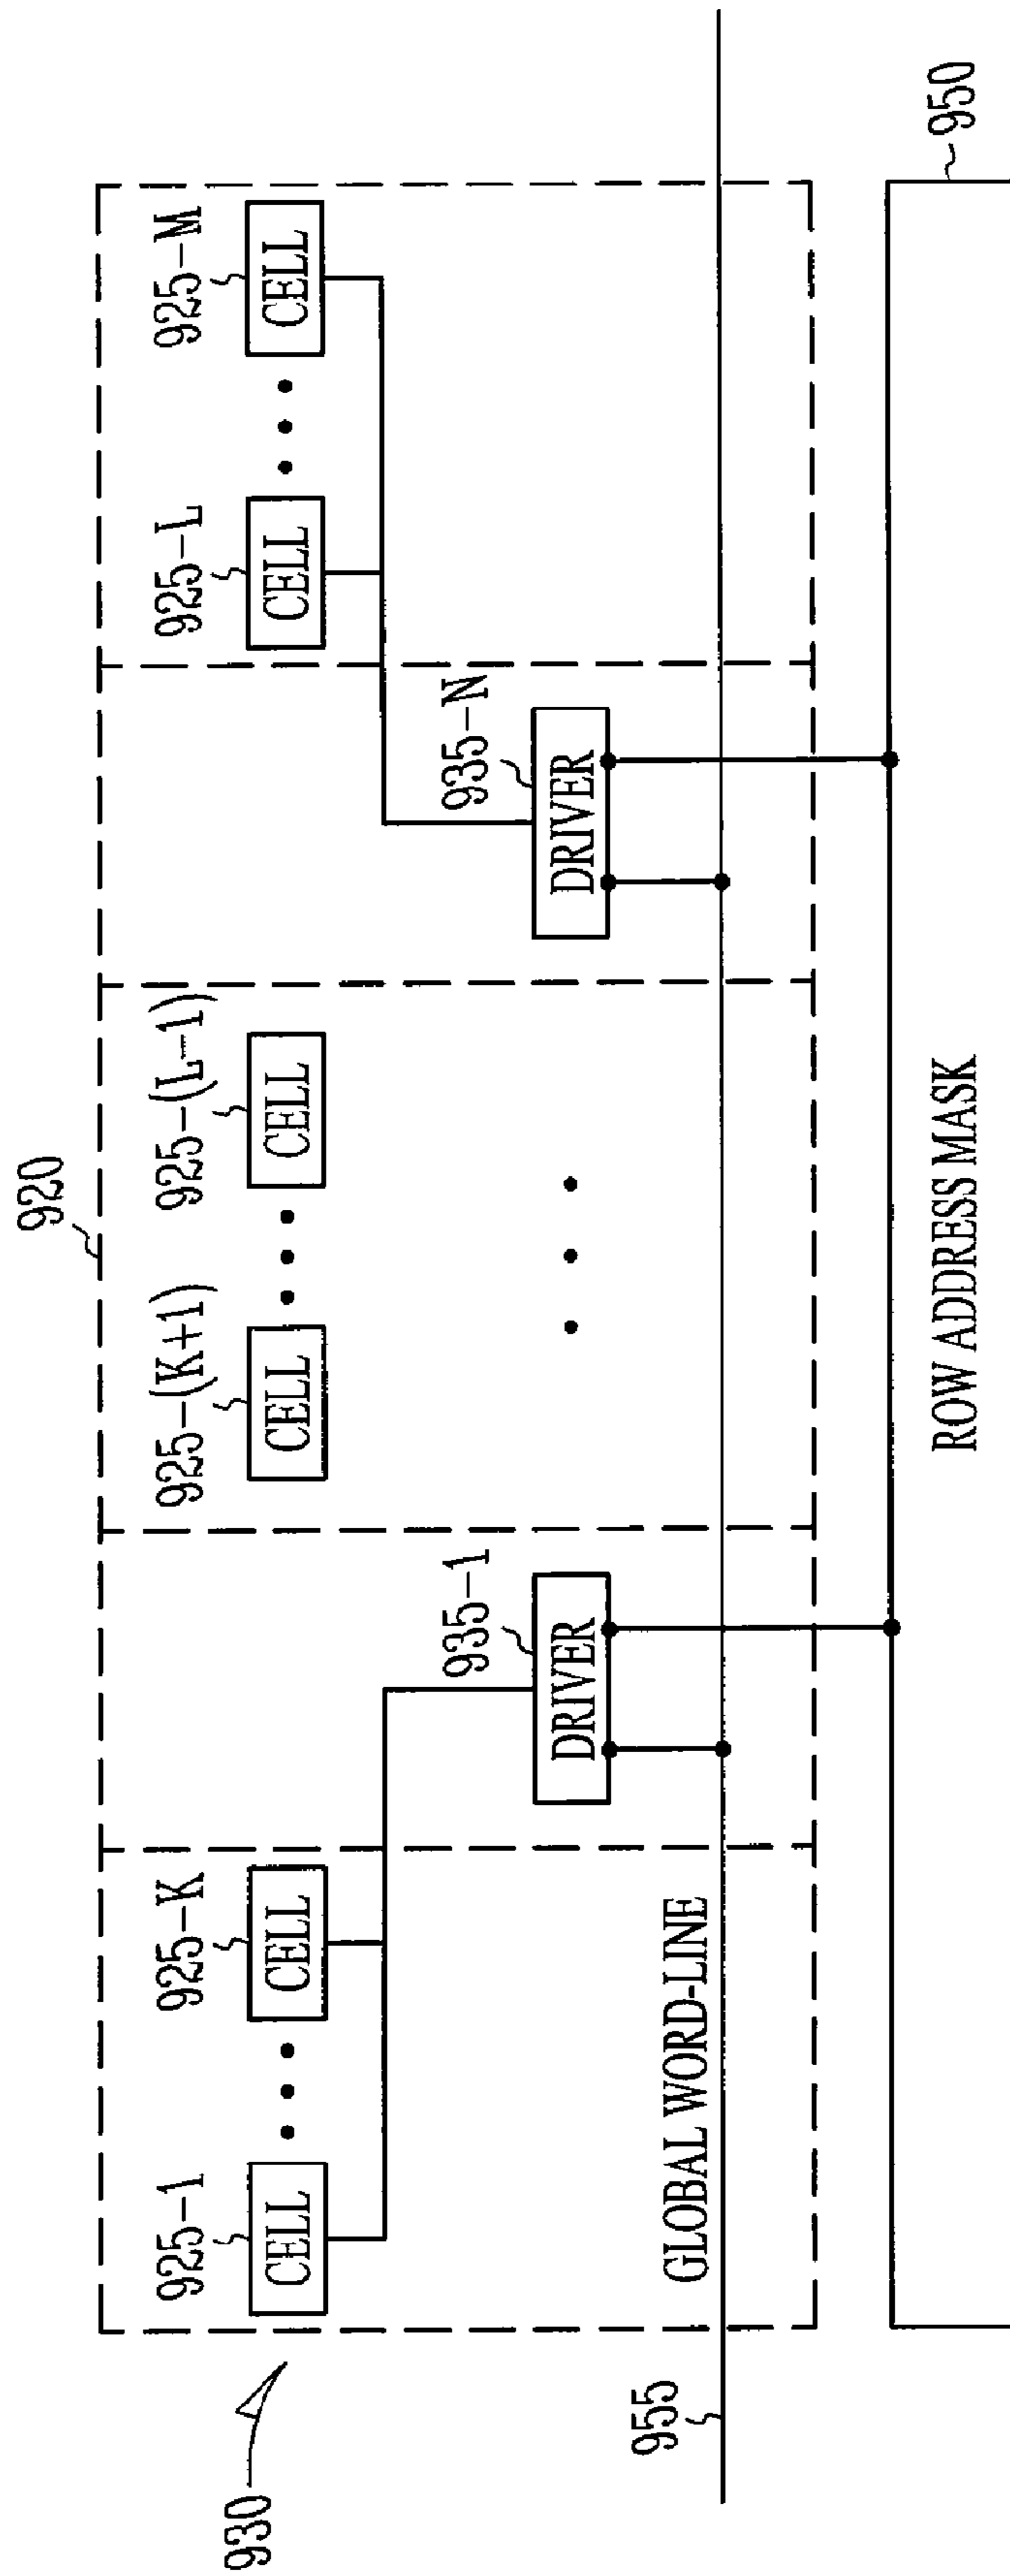 920
925-1
925-K
925-(K+1)
925-(L-1)
925-L
925-M
CELL
CELL
CELL
CELL
CELL
CELL
930
935-1
935-N
DRIVER
DRIVER
GLOBAL WORD-LINE
955
ROW ADDRESS MASK
950